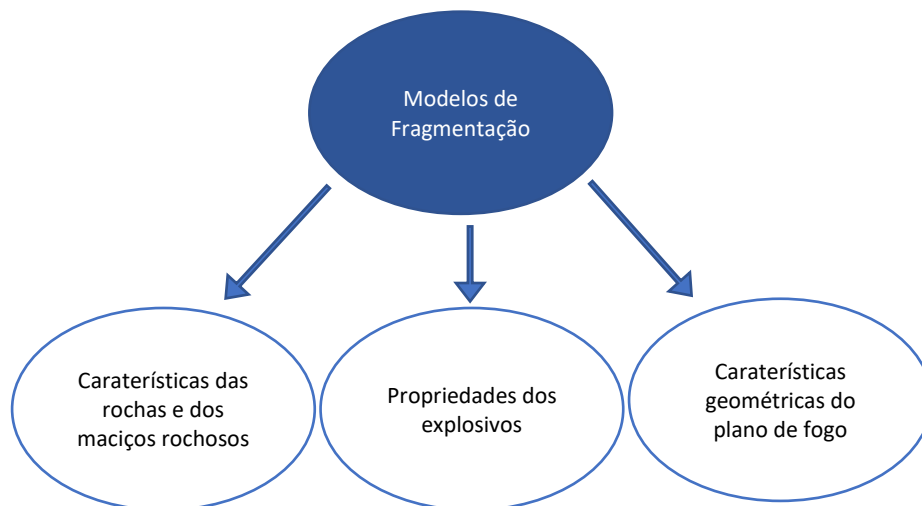 Modelos de
Fragmentação
Caraterísticas das
rochas e dos
maciços rochosos
Propriedades dos
explosivos
Caraterísticas
geométricas do
plano de fogo